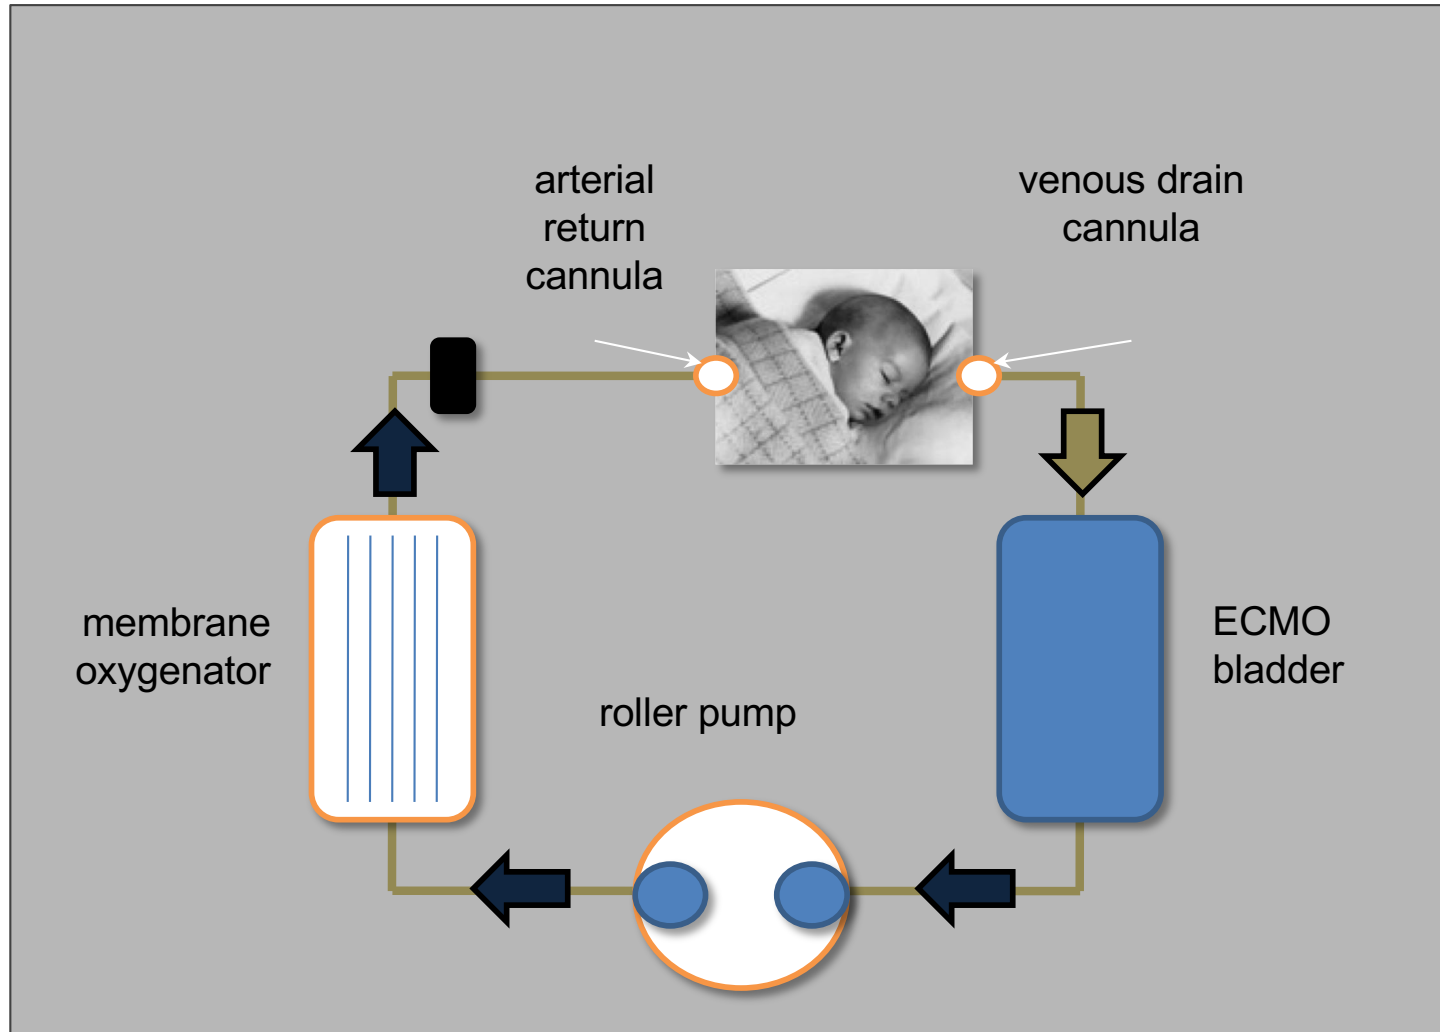 arterial
return
cannula
venous drain
cannula
membrane
oxygenator
ECMO
bladder
roller pump